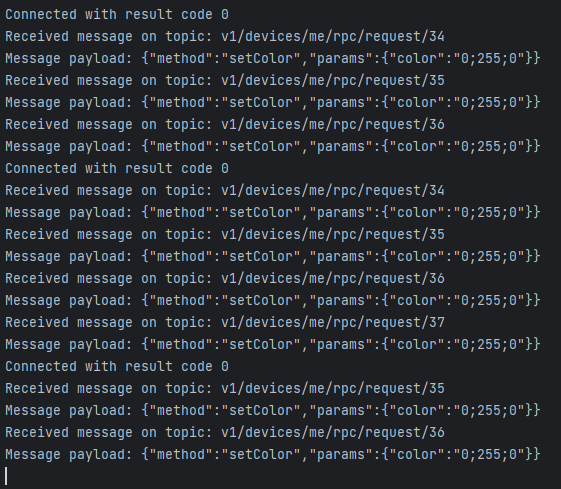 Connected with result code 0
Received message on topic: v1/devices/me/rpc/request/34
Message payload: {"method":"setColor","params":{"color":"0;255;0"}}
Received message on topic: v1/devices/me/rpc/request/35
Message payload: {"method":"setColor","params":{"color":"0;255;0"}}
Received message on topic: v1/devices/me/rpc/request/36
Message payload: {"method":"setColor","params":{"color":"0;255;0"}}
Connected with result code 0
Received message on topic: v1/devices/me/rpc/request/34
Message payload: {"method":"setColor","params":{"color":"0;255;0"}}
Received message on topic: v1/devices/me/rpc/request/35
Message payload: {"method":"setColor","params":{"color":"0;255;0"}}
Received message on topic: v1/devices/me/rpc/request/36
Message payload: {"method":"setColor","params":{"color":"0;255;0"}}
Received message on topic: v1/devices/me/rpc/request/37
Message payload: {"method":"setColor","params":{"color":"0;255;0"}}
Connected with result code 0
Received message on topic: v1/devices/me/rpc/request/35
Message payload: {"method":"setColor","params":{"color":"0;255;0"}}
Received message on topic: v1/devices/me/rpc/request/36
Message payload: {"method":"setColor","params":{"color":"0;255;0"}}